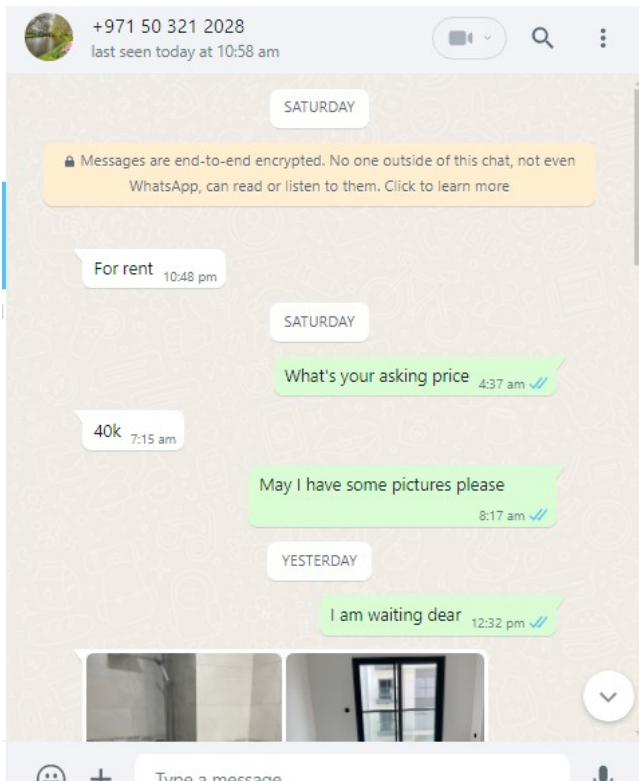 +971 50 321 2028
last seen today at 10:58 am
SATURDAY
Messages are end-to-end encrypted. No one outside of this chat, not even
WhatsApp, can read or listen to them. Click to learn more
For rent 10:48 pm
SATURDAY
What's your asking price 4:37 am
40k 7:15 am
May I have some pictures please
8:17 am
YESTERDAY
I am waiting dear 12:32 pm
Type a message